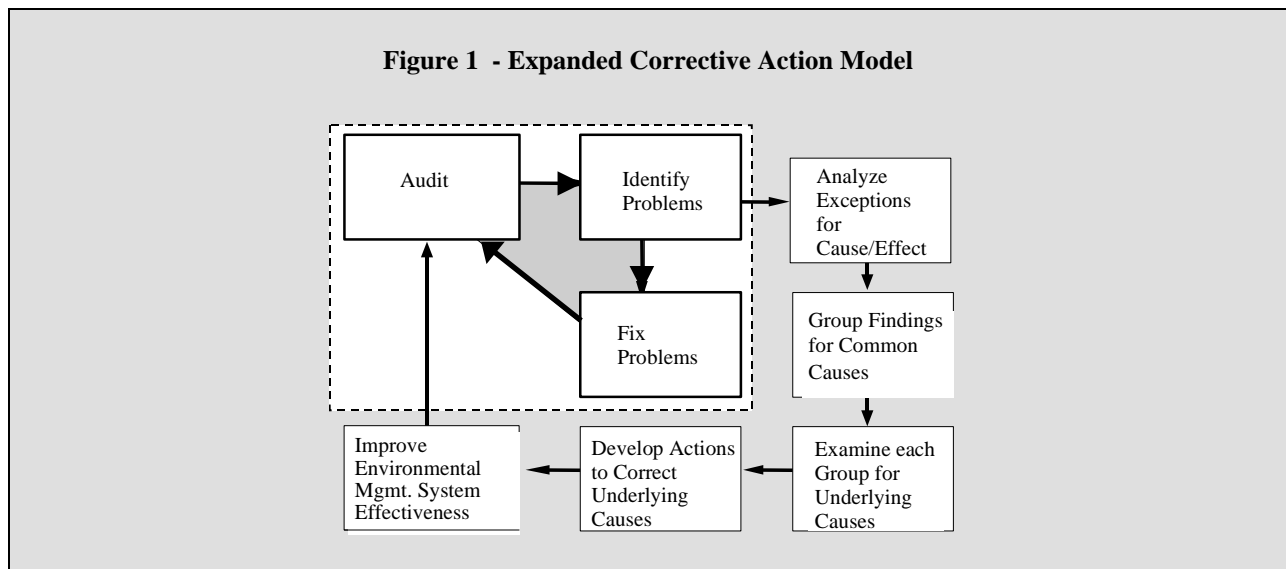 Figure 1 - Expanded Corrective Action Model
Audit
Identify
Problems
Analyze
Exceptions
for
Cause/Effect
Fix
Problems
Group Findings
for Common
Causes
Improve
Environmental
Mgmt. System
Effectiveness
Develop Actions
to Correct
Underlying
Causes
Examine each
Group for
Underlying
Causes